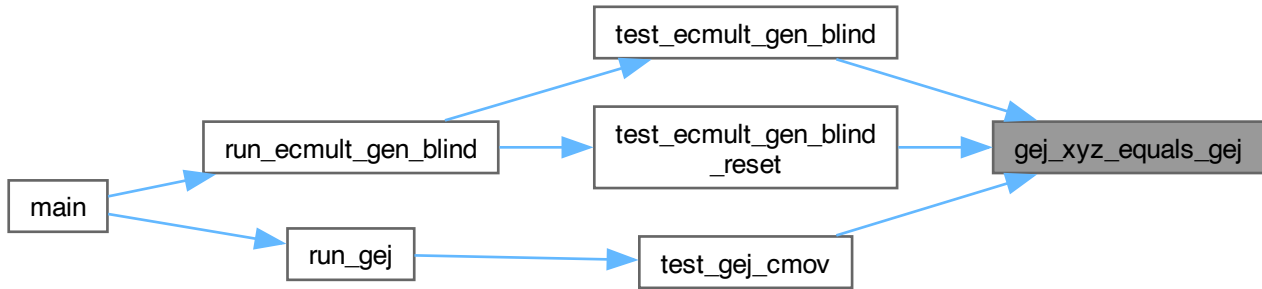 test_ecmult_gen_blind
run_ecmult_gen_blind
test_ecmult_gen_blind
_reset
gej_xyz_equals_gej
main
run_gej
test_gej_cmov